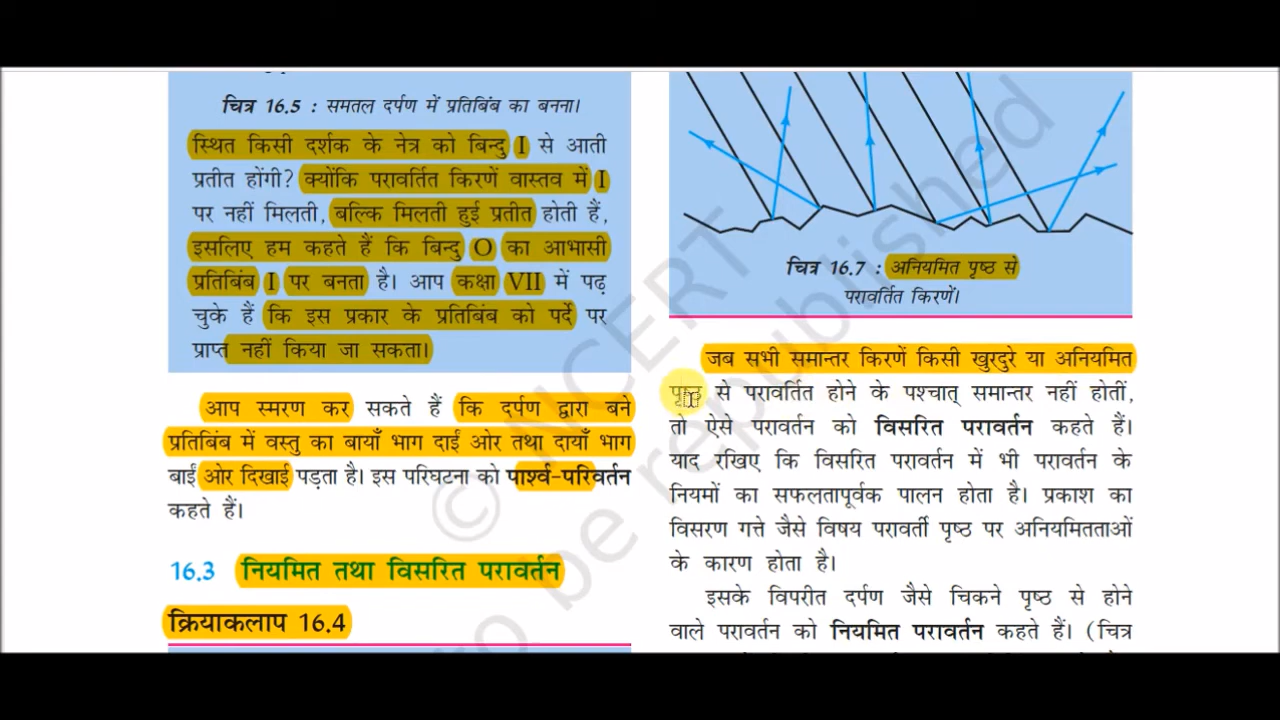 चित्र 16.5 : समतल दर्पण में प्रतिबिंब का बनना।
स्थित किसी दर्शक के नेत्र को बिन्दु I से आती
प्रतीत होंगी? क्योंकि परावर्तित किरणें वास्तव में I
पर नहीं मिलती, बल्कि मिलती हुई प्रतीत होती हैं,
इसलिए हम कहते हैं कि बिन्दु O का आभासी
प्रतिबिंब I पर बनता है। आप कक्षा VII में पढ़
चुके हैं कि इस प्रकार के प्रतिबिंब को पर्दे पर
प्राप्त नहीं किया जा सकता।
आप स्मरण कर सकते हैं कि दर्पण द्वारा बने
प्रतिबिंब में वस्तु का बायाँ भाग दाईं ओर तथा दायाँ भाग
बाईं ओर दिखाई पड़ता है। इस परिघटना को पार्श्व-परिवर्तन
कहते हैं।
16.3 नियमित तथा विसरित परावर्तन
क्रियाकलाप 16.4
चित्र 16.7 : अनियमित पृष्ठ से
परावर्तित किरणें।
जब सभी समान्तर किरणें किसी खुरदुरे या अनियमित
पृष्ठ से परावर्तित होने के पश्चात् समान्तर नहीं होतीं,
तो ऐसे परावर्तन को विसरित परावर्तन कहते हैं।
याद रखिए कि विसरित परावर्तन में भी परावर्तन के
नियमों का सफलतापूर्वक पालन होता है। प्रकाश का
विसरण गत्ते जैसे विषय परावर्ती पृष्ठ पर अनियमितताओं
के कारण होता है।
इसके विपरीत दर्पण जैसे चिकने पृष्ठ से होने
वाले परावर्तन को नियमित परावर्तन कहते हैं। (चित्र
© NCERT
to be republished